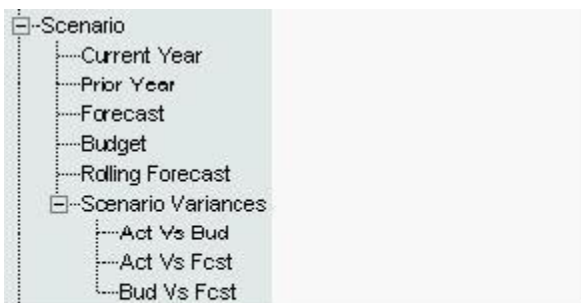 Scenario
Current Year
Prior Year
Forecast
Budget
Rolling Forecast
Scenario Variances
Act Vs Bud
Act Vs Fcst
Bud Vs Fcst